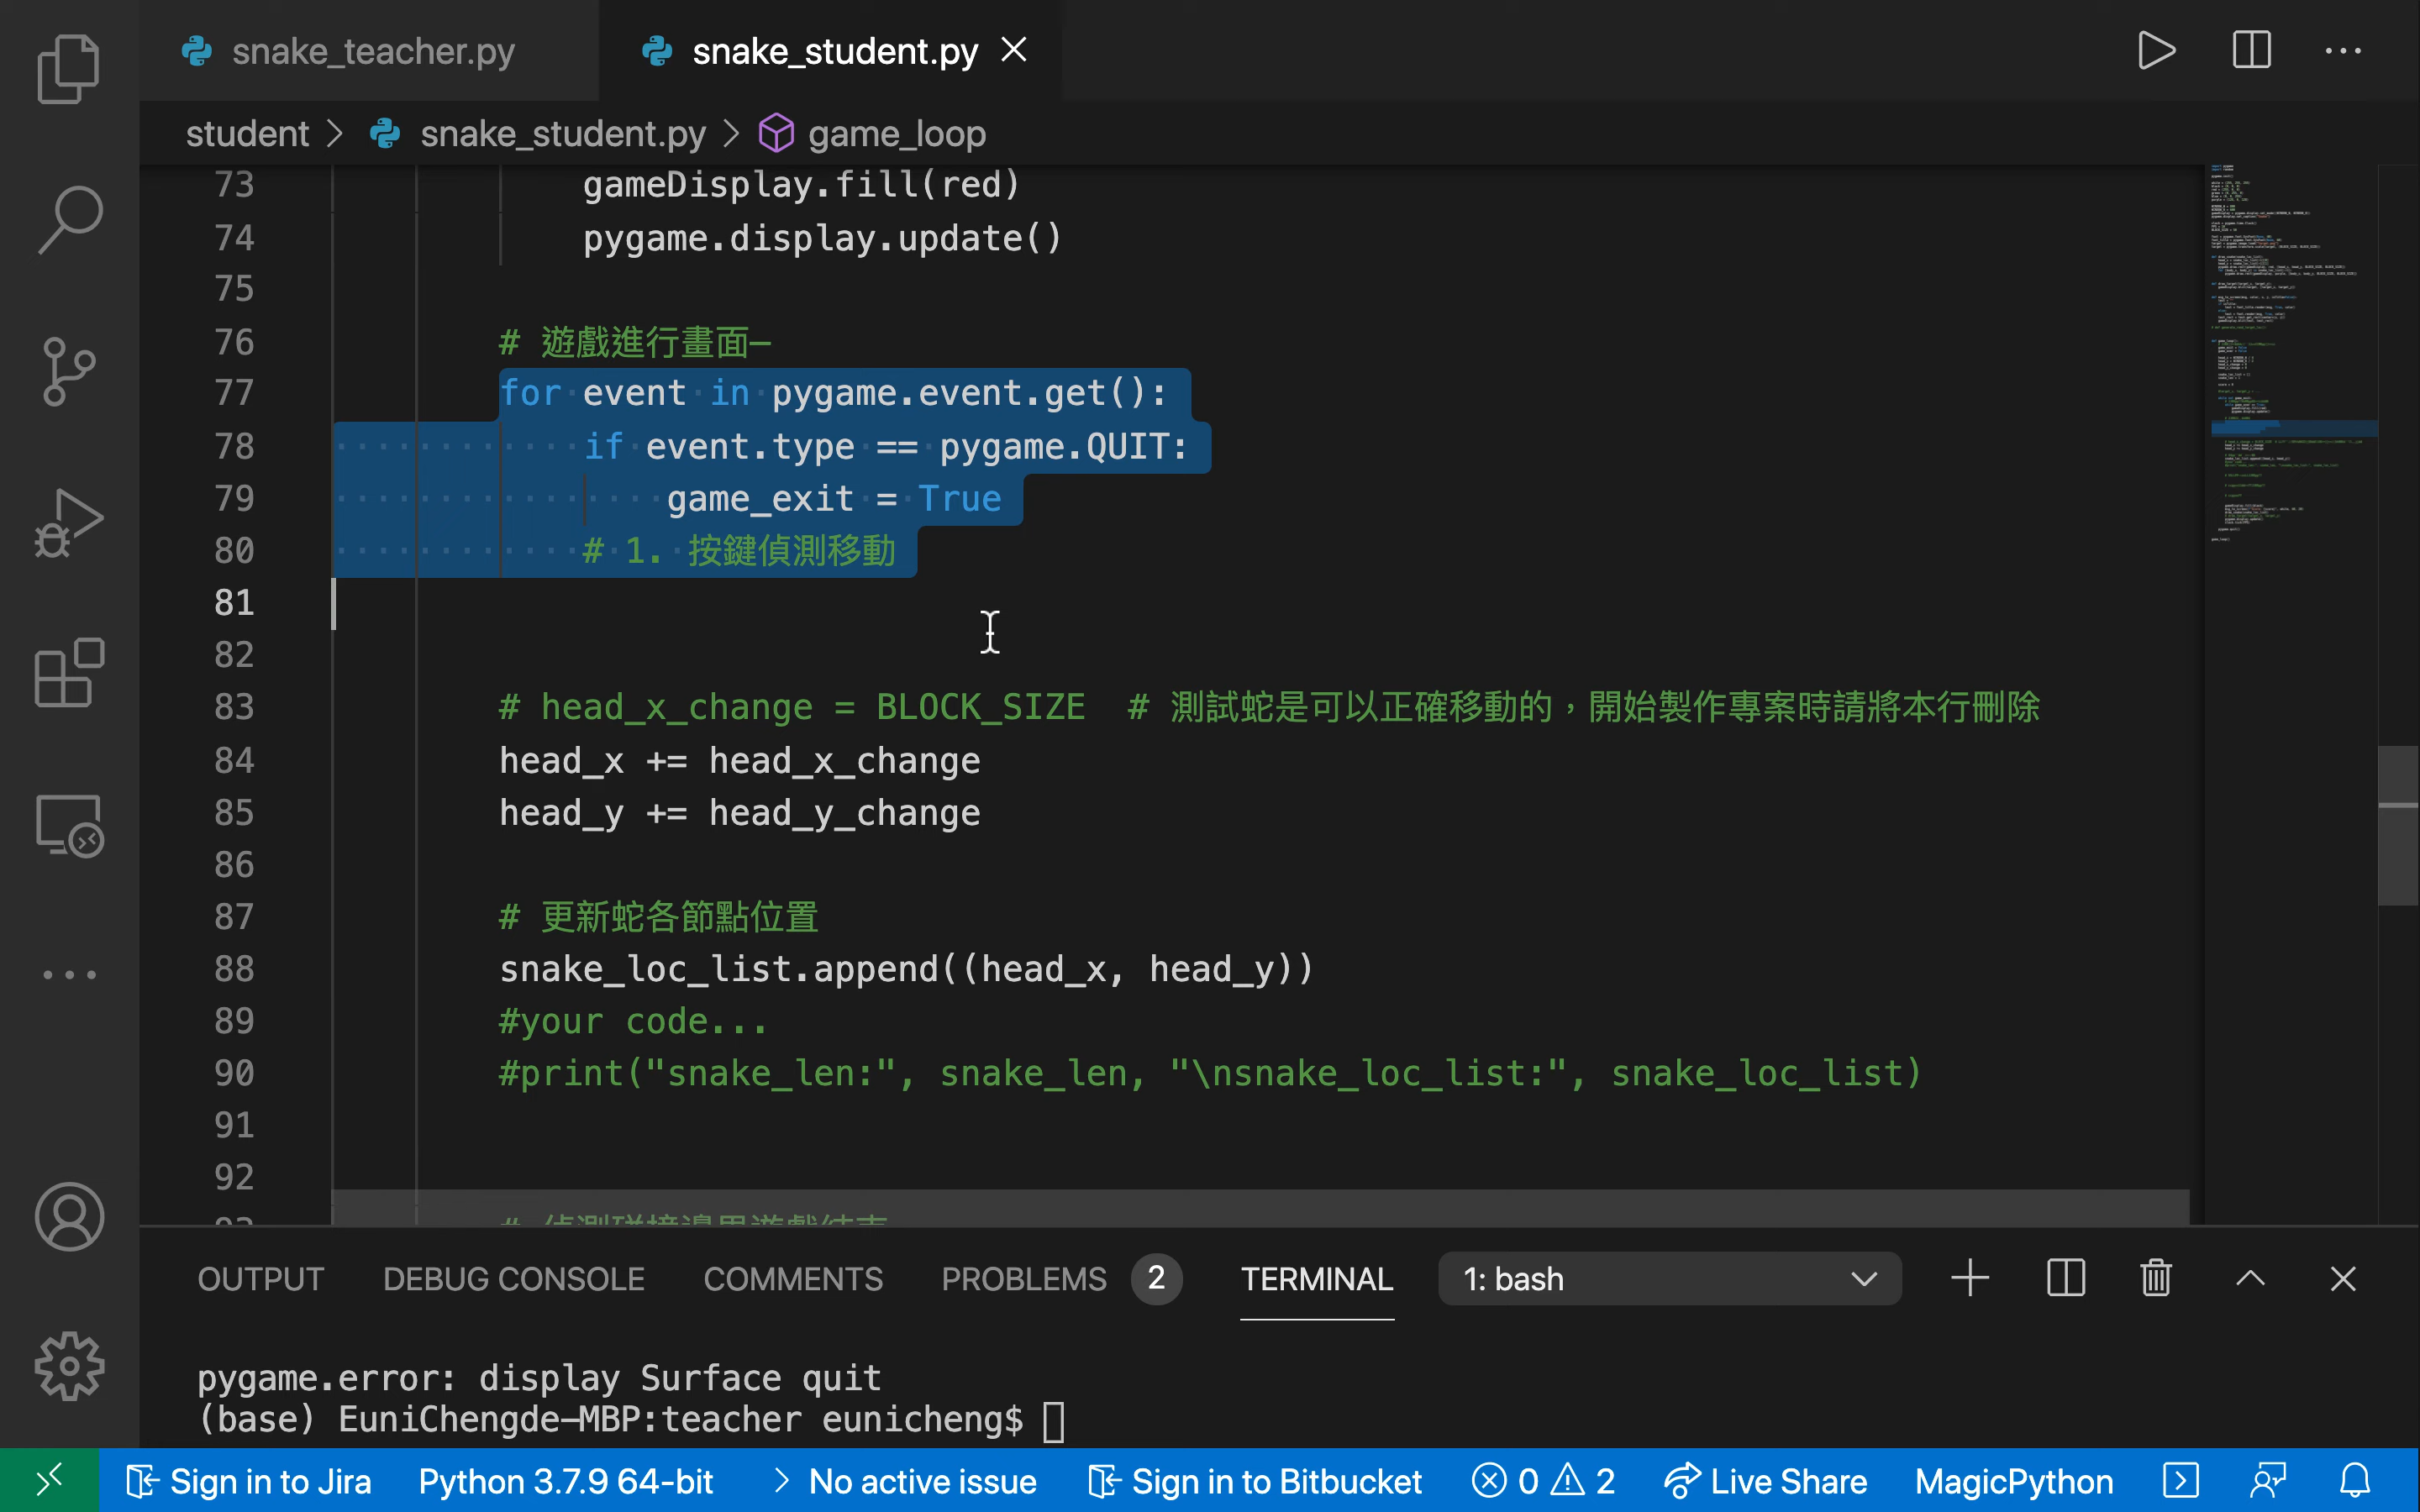 snake_teacher.py
snake_student.py
student > snake_student.py > game_loop
73 gameDisplay.fill(red)
74 pygame.display.update()
75
76 # 遊戲進行畫面—
77 for event in pygame.event.get():
78 if event.type == pygame.QUIT:
79 game_exit = True
80 # 1. 按鍵偵測移動
81
82
83 # head_x_change = BLOCK_SIZE # 測試蛇是可以正確移動的，開始製作專案時請將本行刪除
84 head_x += head_x_change
85 head_y += head_y_change
86
87 # 更新蛇各節點位置
88 snake_loc_list.append((head_x, head_y))
89 #your code...
90 #print("snake_len:", snake_len, "\nsnake_loc_list:", snake_loc_list)
91
92
OUTPUT DEBUG CONSOLE COMMENTS PROBLEMS 2 TERMINAL 1: bash
pygame.error: display Surface quit
(base) EuniChengde-MBP:teacher eunicheng$
Sign in to Jira Python 3.7.9 64-bit No active issue Sign in to Bitbucket 0 2 Live Share MagicPython